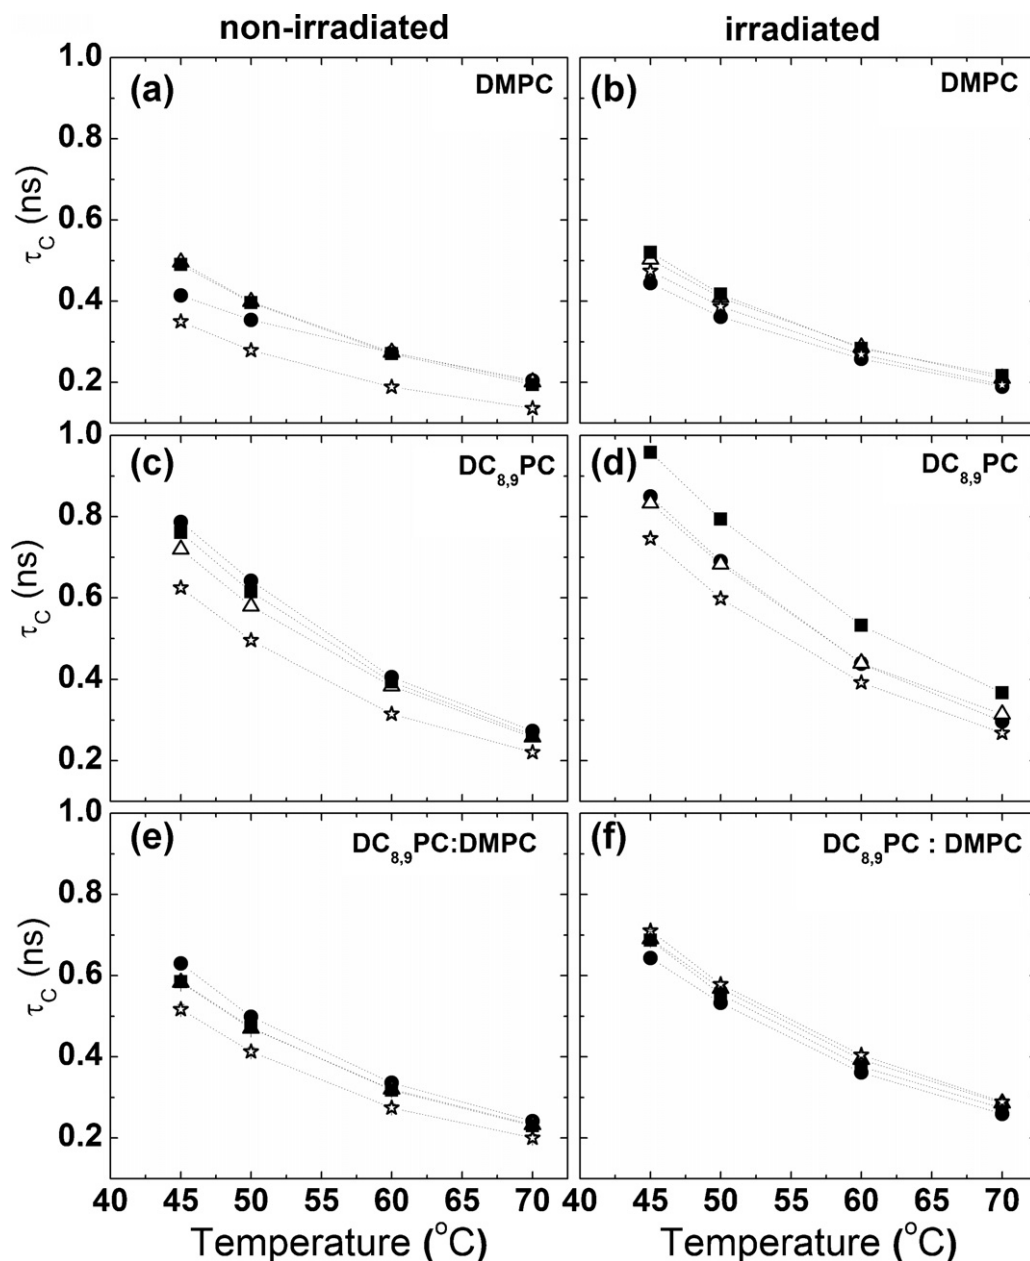 non-irradiated irradiated
1.0 (a) DMPC (b) DMPC
0.8
0.6
τC (ns)
0.4
0.2
1.0 (c) DC8,9PC (d) DC8,9PC
0.8
0.6
τC (ns)
0.4
0.2
1.0 (e) DC8,9PC:DMPC (f) DC8,9PC : DMPC
0.8
0.6
τC (ns)
0.4
0.2
40 45 50 55 60 65 70 40 45 50 55 60 65 70
Temperature (oC) Temperature (oC)